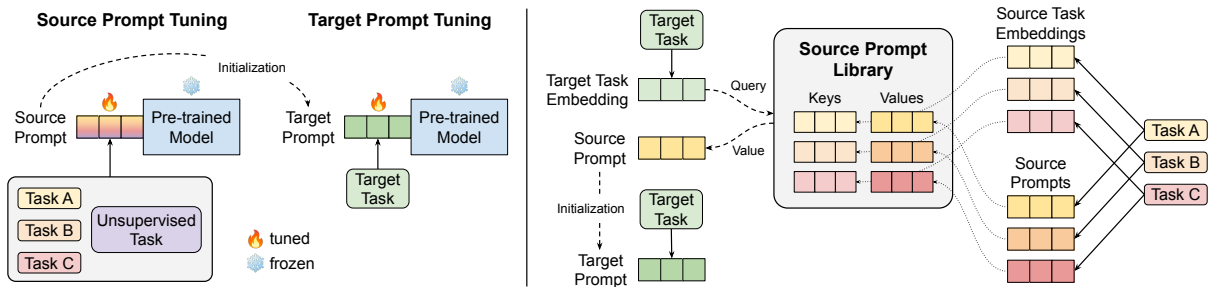 Source Prompt Tuning
Target Prompt Tuning
Initialization
Source
Prompt
Pre-trained
Model
Target
Prompt
Pre-trained
Model
Target
Task
Task A
Task B
Task C
Unsupervised
Task
tuned
frozen
Target
Task
Target Task
Embedding
Query
Source
Prompt
Value
Initialization
Target
Task
Target
Prompt
Source Prompt
Library
Keys
Values
Source Task
Embeddings
Source
Prompts
Task A
Task B
Task C